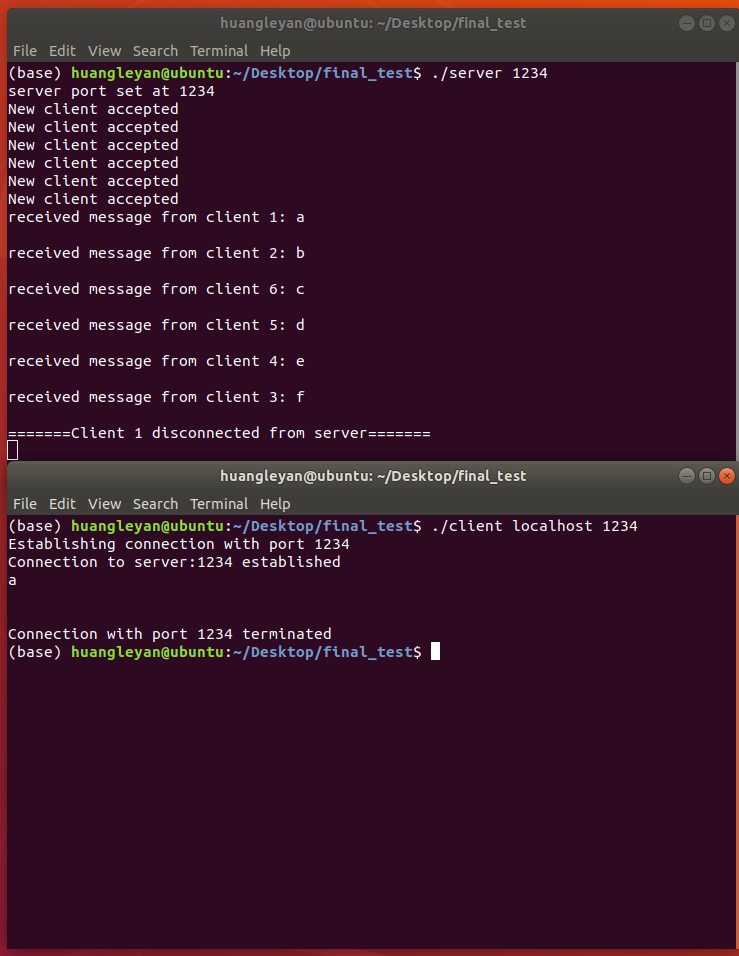 huangleyan@ubuntu: ~/Desktop/final_test
File Edit View Search Terminal Help
(base) huangleyan@ubuntu:~/Desktop/final_test$ ./server 1234
server port set at 1234
New client accepted
New client accepted
New client accepted
New client accepted
New client accepted
New client accepted
received message from client 1: a
received message from client 2: b
received message from client 6: c
received message from client 5: d
received message from client 4: e
received message from client 3: f
=======Client 1 disconnected from server=======
huangleyan@ubuntu: ~/Desktop/final_test
File Edit View Search Terminal Help
(base) huangleyan@ubuntu:~/Desktop/final_test$ ./client localhost 1234
Establishing connection with port 1234
Connection to server:1234 established
a
Connection with port 1234 terminated
(base) huangleyan@ubuntu:~/Desktop/final_test$